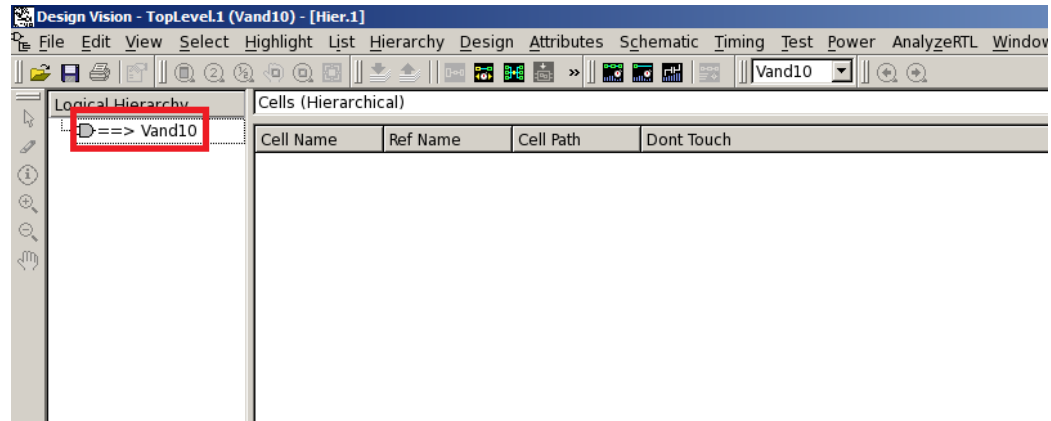 Design Vision - TopLevel.1 (Vand10) - [Hier.1]
File Edit View Select Highlight List Hierarchy Design Attributes Schematic Timing Test Power AnalyzeRTL Window
» Vand10
Logical Hierarchy
==> Vand10
Cells (Hierarchical)
Cell Name Ref Name Cell Path Dont Touch